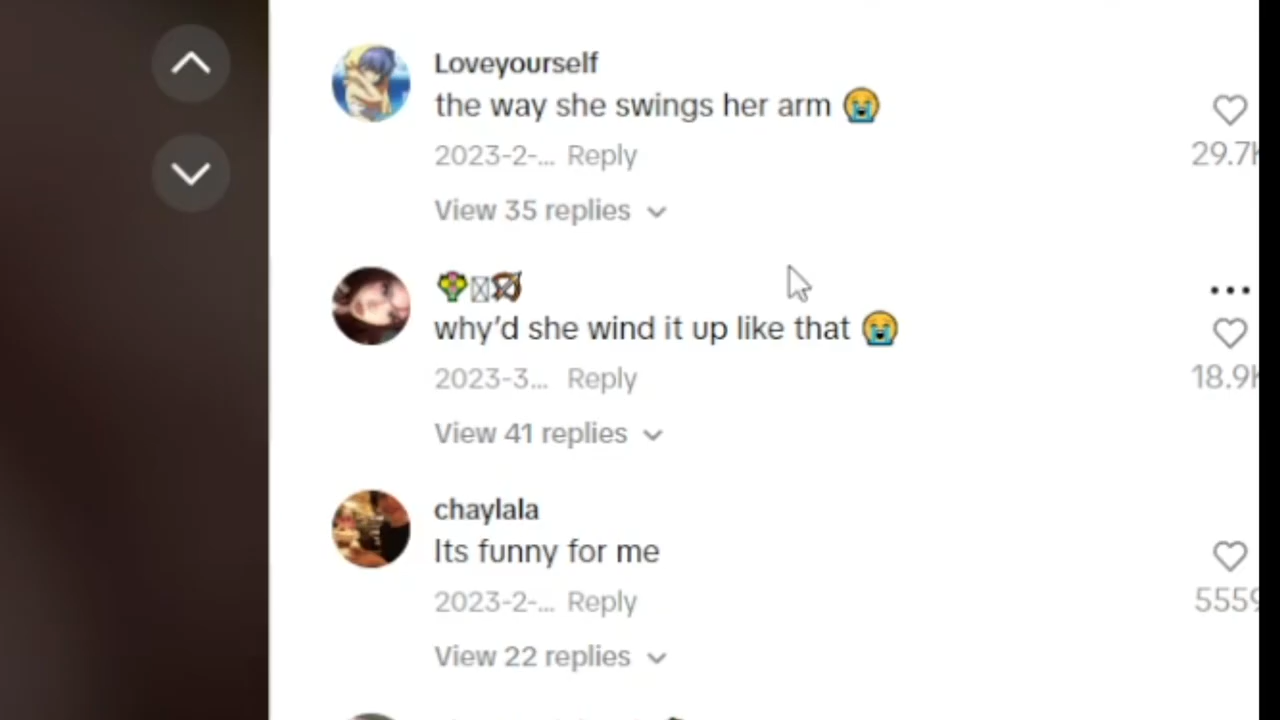 Loveyourself
the way she swings her arm 😭
2023-2-... Reply
29.7K
View 35 replies
💐🏹
why'd she wind it up like that 😭
2023-3... Reply
18.9K
View 41 replies
chaylala
Its funny for me
2023-2-... Reply
5559
View 22 replies